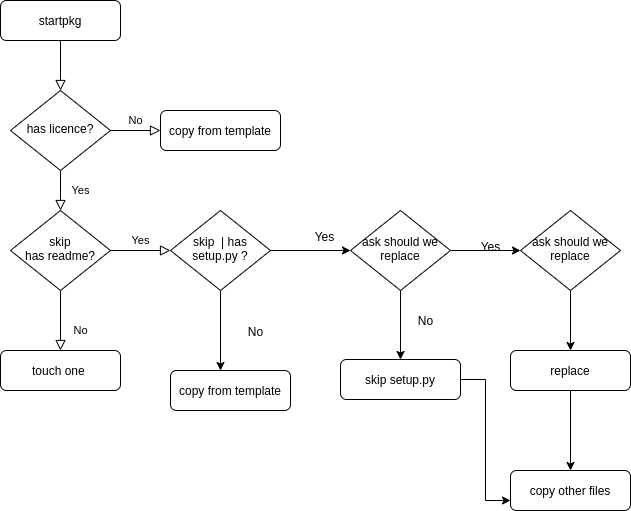 startpkg
has licence?
No
copy from template
Yes
skip
has readme?
Yes
skip | has
setup.py ?
Yes
ask should we
replace
Yes
ask should we
replace
No
No
No
touch one
copy from template
skip setup.py
replace
copy other files